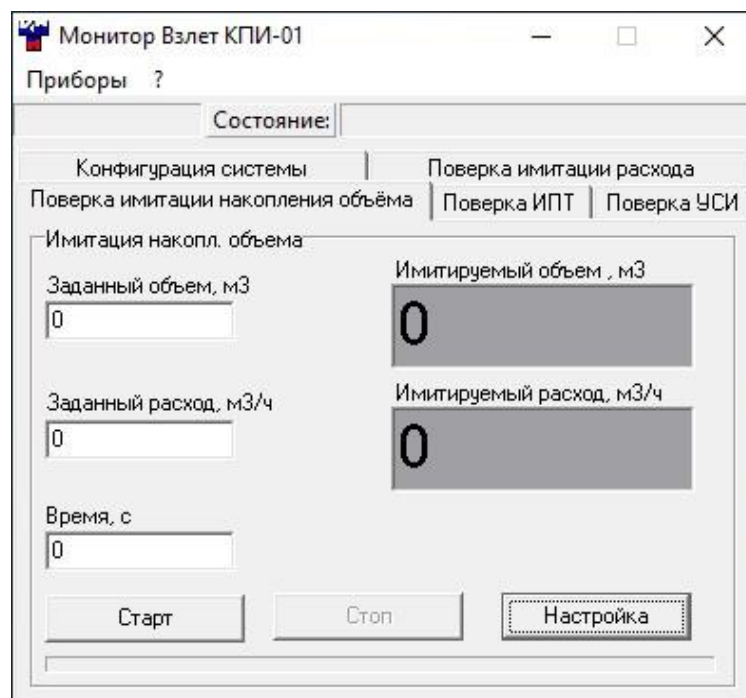 Монитор Взлет КПИ-01
Приборы ?
Состояние:
Конфигурация системы Поверка имитации расхода
Поверка имитации накопления объёма Поверка ИПТ Поверка УСИ
Имитация накопл. объема
Заданный объем, м3 Имитируемый объем , м3
0 0
Заданный расход, м3/ч Имитируемый расход, м3/ч
0 0
Время, с
0
Старт Стоп Настройка